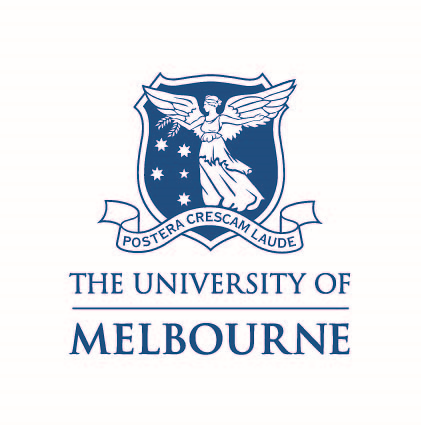 POSTERA CRESCAM LAUDE
THE UNIVERSITY OF
MELBOURNE